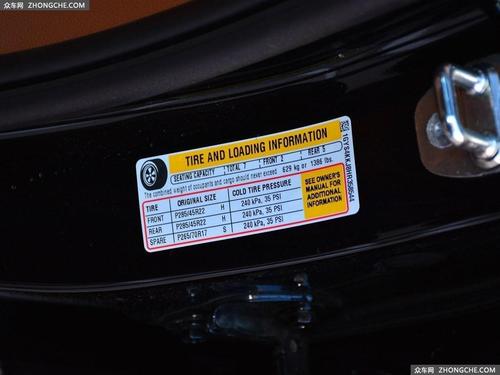 众车网 ZHONGCHE.COM
TIRE AND LOADING INFORMATION
SEATING CAPACITY TOTAL 7 FRONT 2 REAR 5
The combined weight of occupants and cargo should never exceed 629 kg or 1386 lbs.
TIRE ORIGINAL SIZE COLD TIRE PRESSURE
FRONT P285/45R22 H 240 kPa, 35 PSI
REAR P285/45R22 H 240 kPa, 35 PSI
SPARE P265/70R17 S 240 kPa, 35 PSI
SEE OWNER'S
MANUAL FOR
ADDITIONAL
INFORMATION
众车网 ZHONGCHE.COM